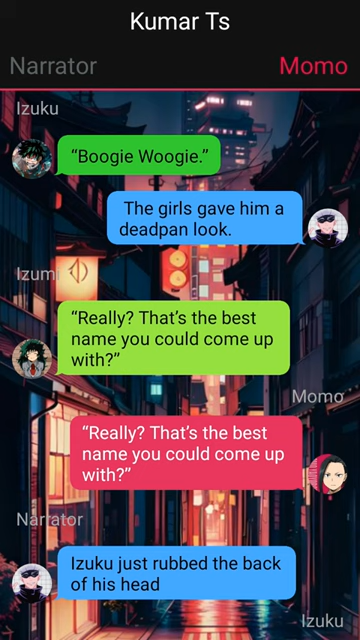 Kumar Ts
Narrator Momo
Izuku
“Boogie Woogie.”
The girls gave him a
deadpan look.
Izumi
“Really? That’s the best
name you could come up
with?”
Momo
“Really? That’s the best
name you could come up
with?”
Narrator
Izuku just rubbed the back
of his head
Izuku